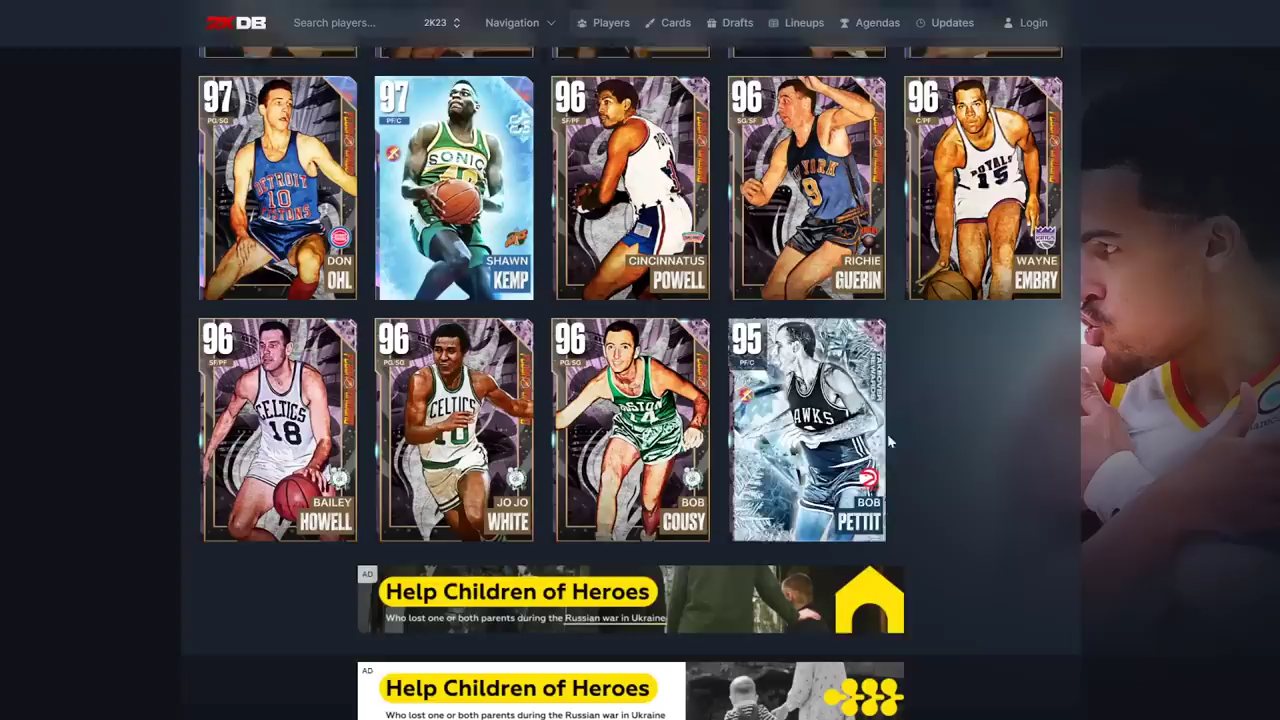 2KDB
Search players...
2K23
Navigation
Players
Cards
Drafts
Lineups
Agendas
Updates
Login
97
PG/SG
DETROIT
10
PISTONS
DON
OHL
97
PF/C
SONIC
SHAWN
KEMP
96
SF/PF
CINCINNATUS
POWELL
96
SG/SF
YORK
9
RICHIE
GUERIN
96
C/PF
ROYALS
15
KINGS
WAYNE
EMBRY
96
SF/PF
CELTICS
18
BAILEY
HOWELL
96
PG/SG
CELTICS
10
JO JO
WHITE
96
PG/SG
BOSTON
14
BOB
COUSY
95
PF/C
HAWKS
BOB
PETTIT
AD
Help Children of Heroes
Who lost one or both parents during the Russian war in Ukraine
AD
Help Children of Heroes
Who lost one or both parents during the Russian war in Ukraine